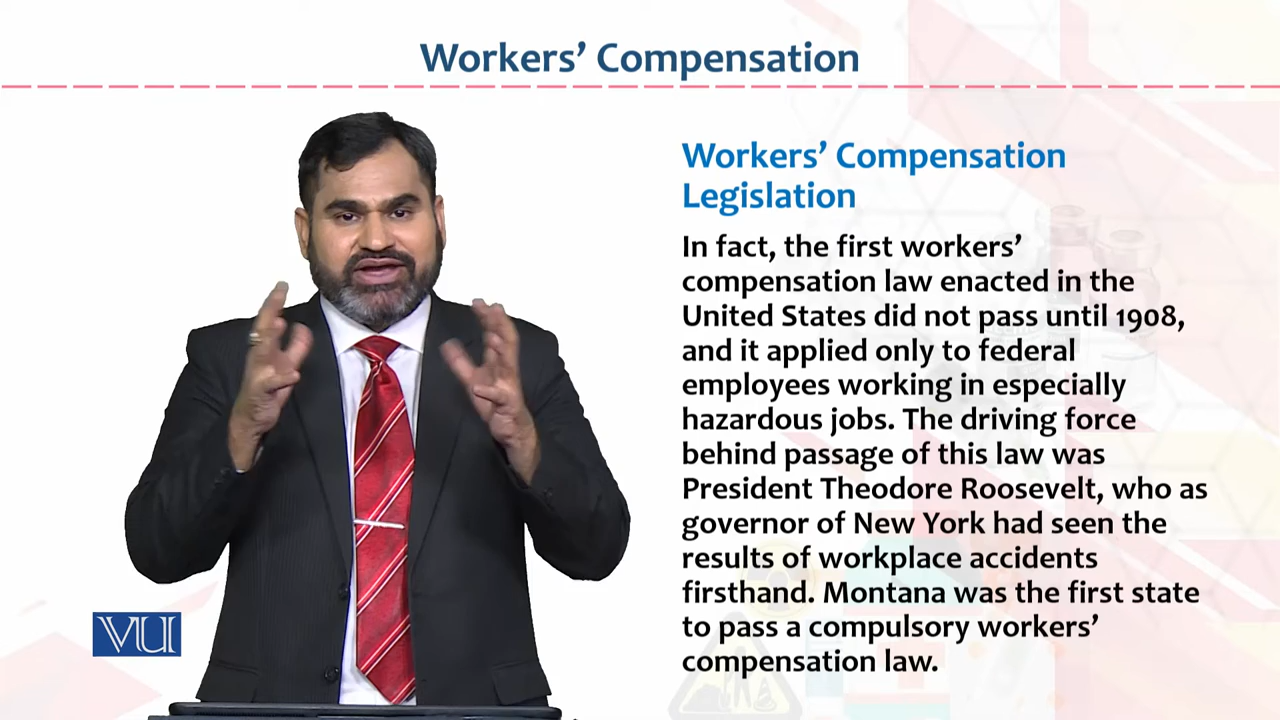 Workers’ Compensation
Workers’ Compensation
Legislation
In fact, the first workers’
compensation law enacted in the
United States did not pass until 1908,
and it applied only to federal
employees working in especially
hazardous jobs. The driving force
behind passage of this law was
President Theodore Roosevelt, who as
governor of New York had seen the
results of workplace accidents
firsthand. Montana was the first state
to pass a compulsory workers’
compensation law.
VU